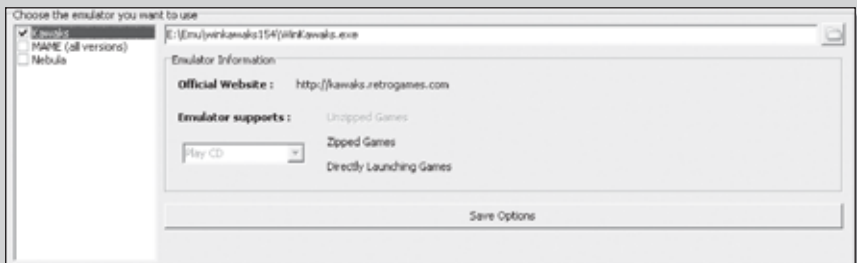 Choose the emulator you want to use
Kawaks
MAME (all versions)
Nebula
E:\Emu\winkawaks154\WinKawaks.exe
Emulator Information
Official Website : http://kawaks.retrogames.com
Emulator supports : Unzipped Games
Zipped Games
Play CD
Directly Launching Games
Save Options